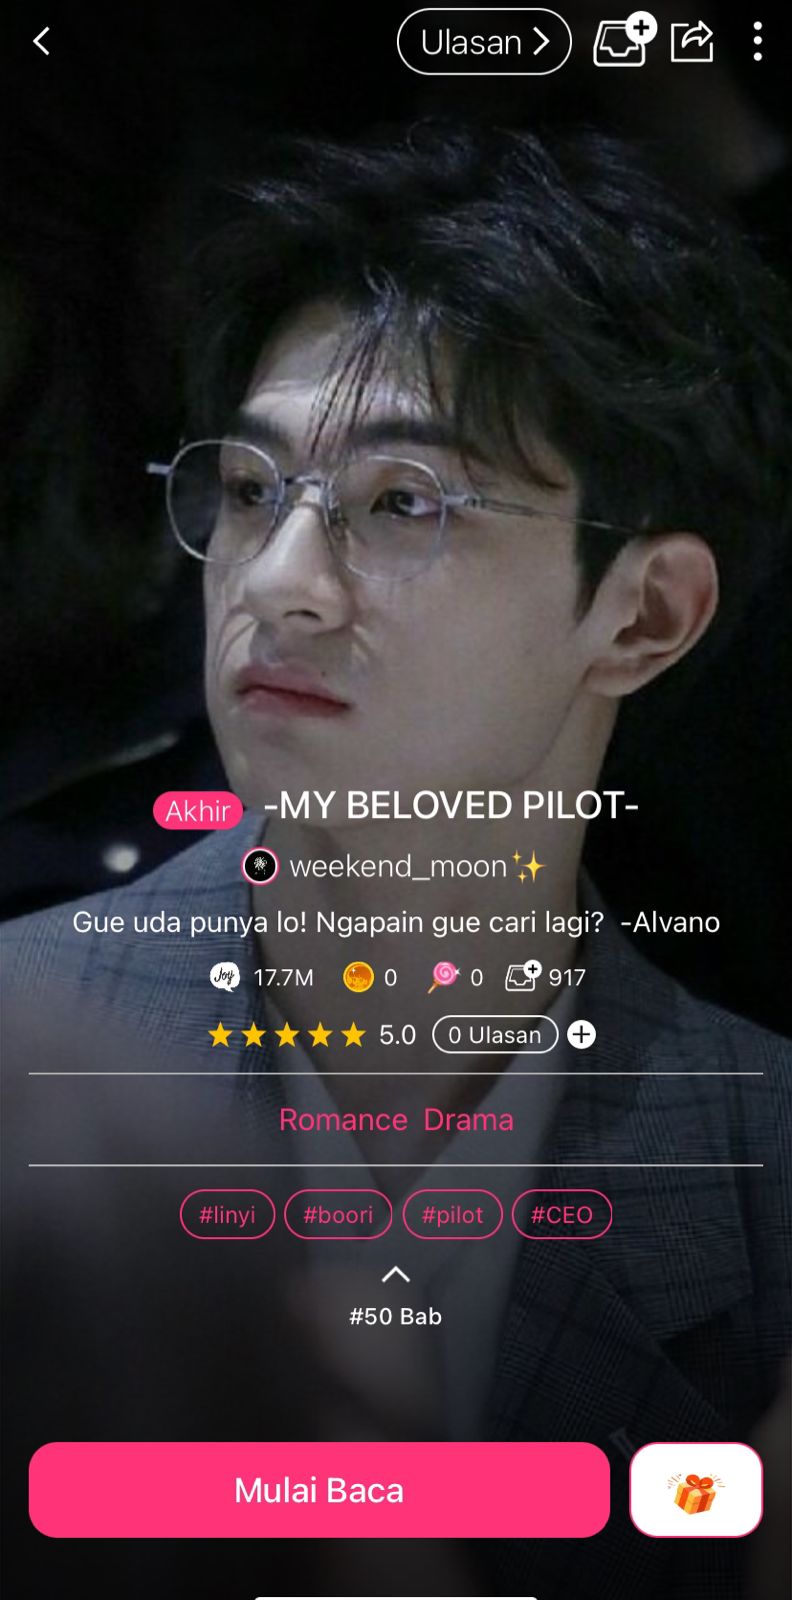 Ulasan
Akhir -MY BELOVED PILOT-
weekend_moon✨
Gue uda punya lo! Ngapain gue cari lagi? -Alvano
Joy 17.7M 0 0 917
5.0 0 Ulasan
Romance Drama
#linyi #boori #pilot #CEO
#50 Bab
Mulai Baca